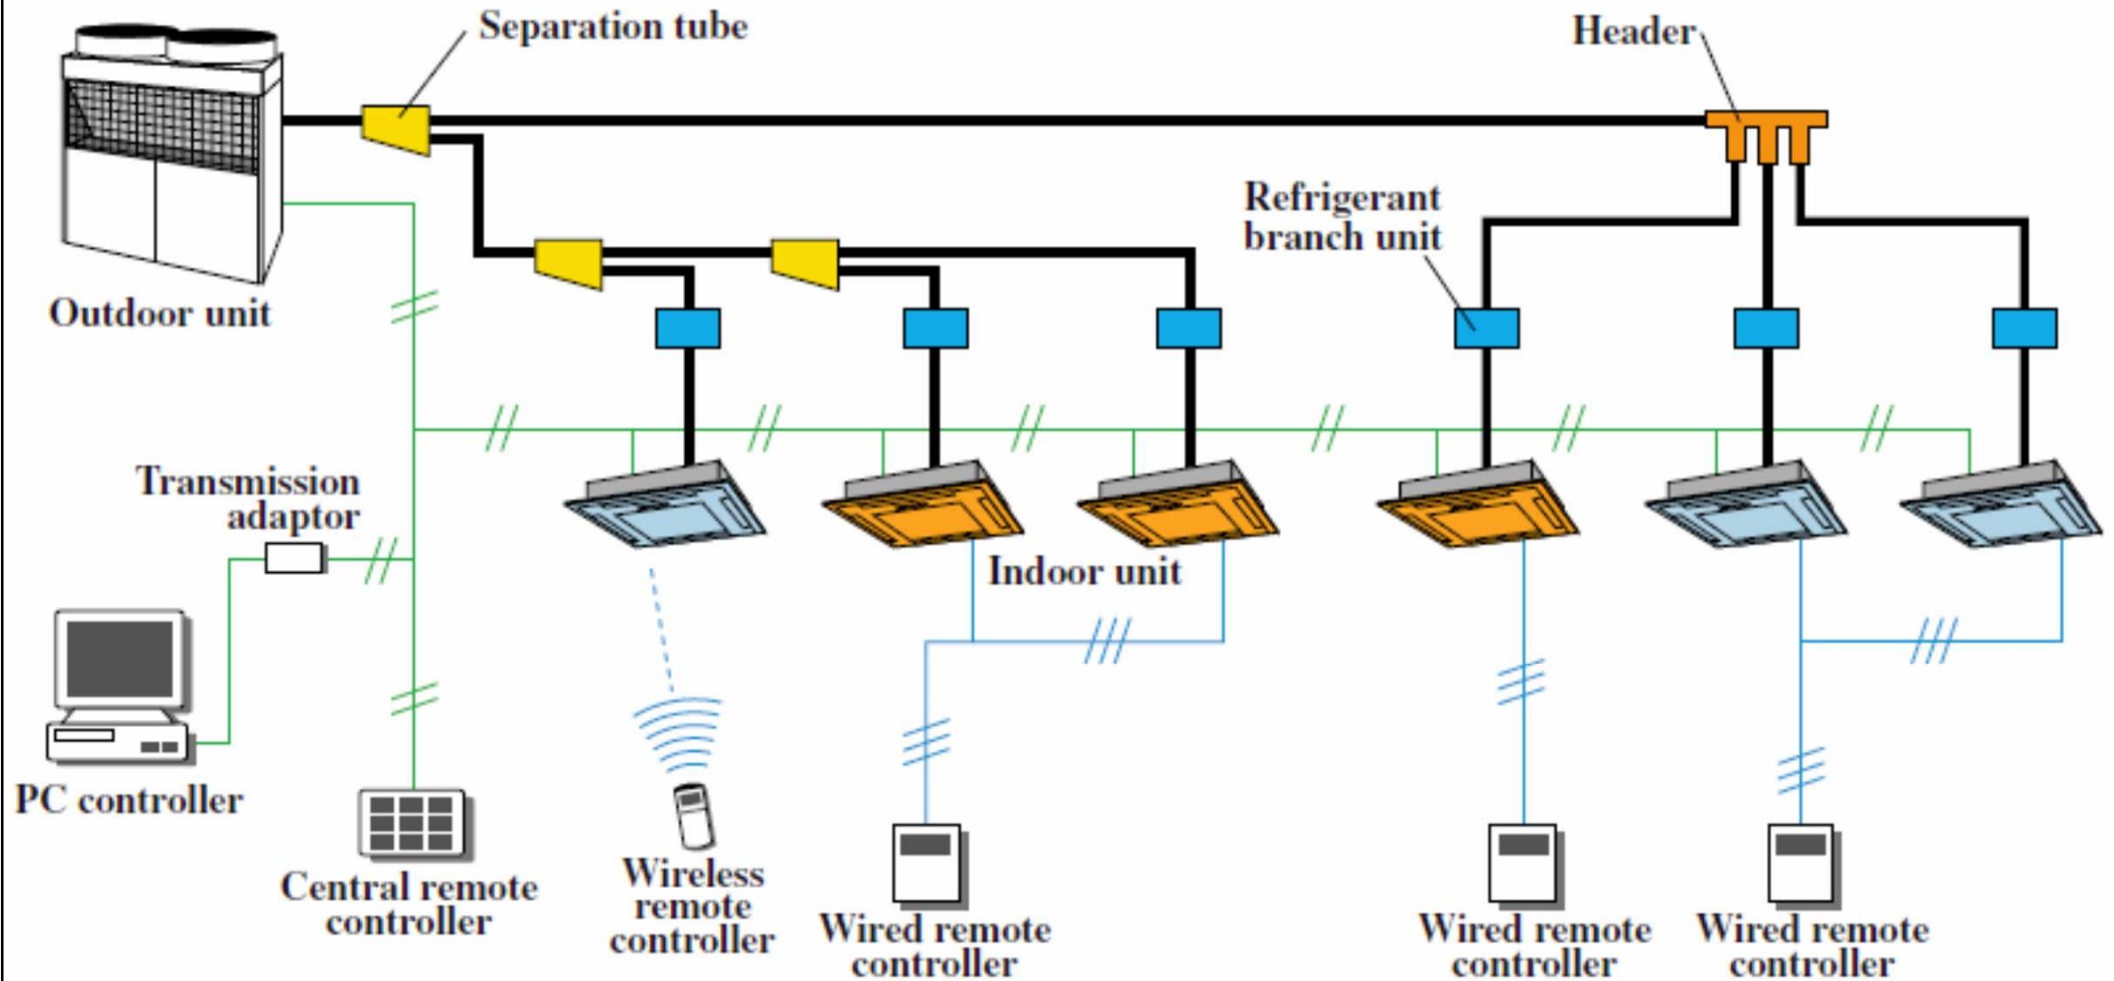 Separation tube
Header
Refrigerant
branch unit
Outdoor unit
Transmission
adaptor
Indoor unit
PC controller
Central remote
controller
Wireless
remote
controller
Wired remote
controller
Wired remote
controller
Wired remote
controller